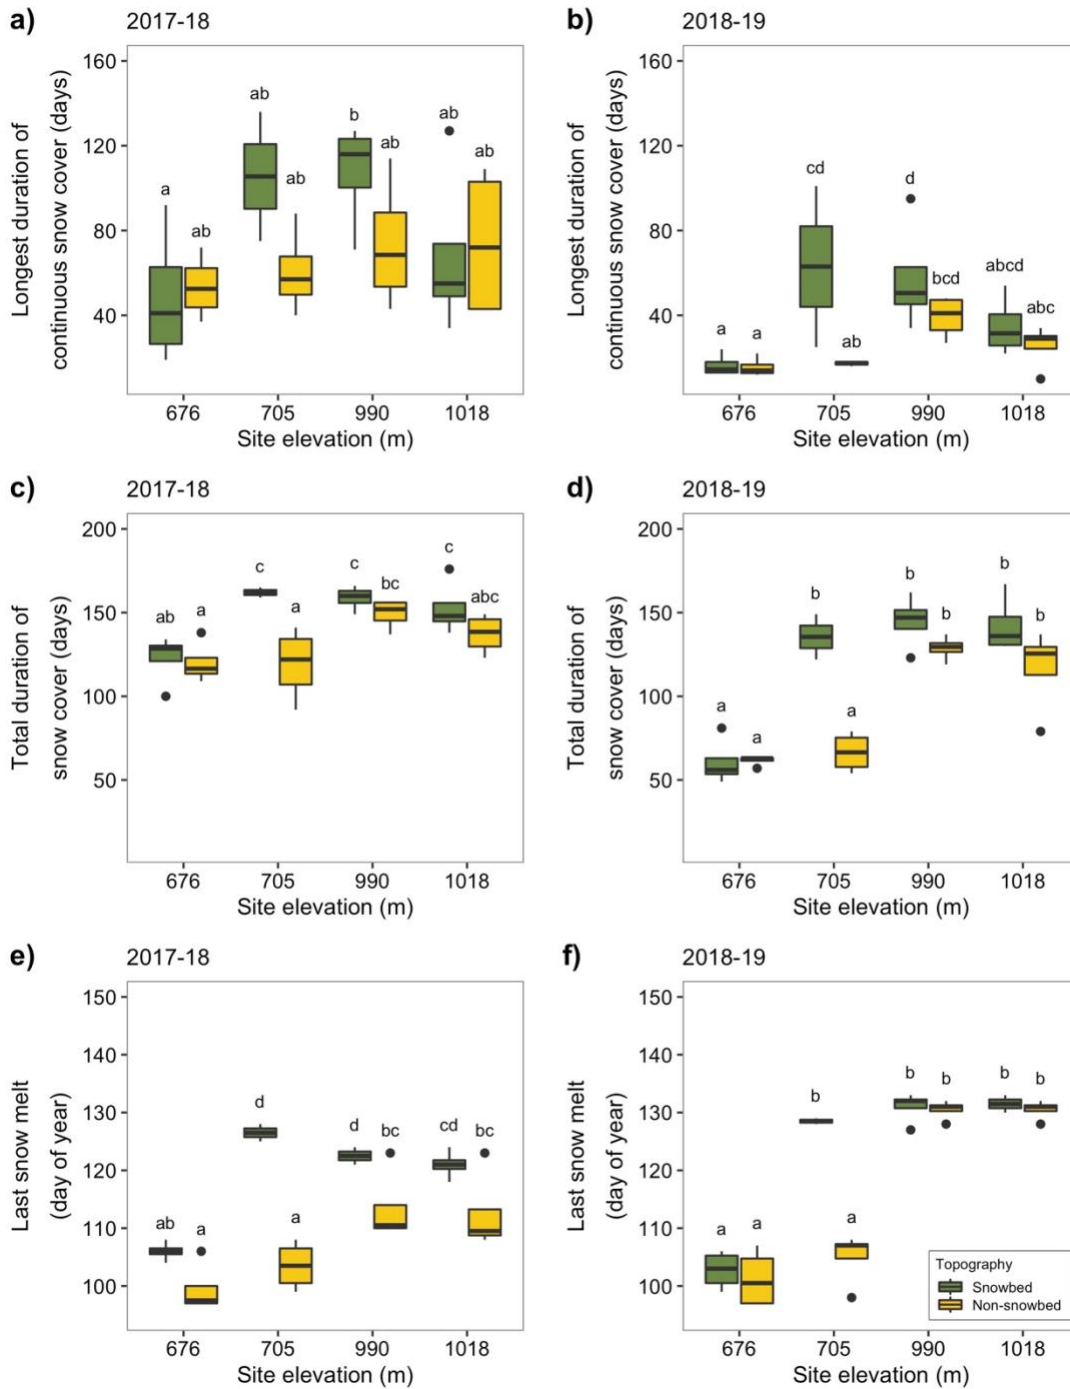 a) 2017-18
Longest duration of
continuous snow cover (days)
160
120
80
40
a
ab
ab
ab
b
ab
ab
ab
676 705 990 1018
Site elevation (m)
b) 2018-19
Longest duration of
continuous snow cover (days)
160
120
80
40
a
a
cd
ab
d
bcd
abcd
abc
676 705 990 1018
Site elevation (m)
c) 2017-18
Total duration of
snow cover (days)
200
150
100
50
ab
a
c
a
c
bc
c
abc
676 705 990 1018
Site elevation (m)
d) 2018-19
Total duration of
snow cover (days)
200
150
100
50
a
a
b
a
b
b
b
b
676 705 990 1018
Site elevation (m)
e) 2017-18
Last snow melt
(day of year)
150
140
130
120
110
100
ab
a
d
a
d
bc
cd
bc
676 705 990 1018
Site elevation (m)
f) 2018-19
Last snow melt
(day of year)
150
140
130
120
110
100
a
a
b
a
b
b
b
b
Topography
Snowbed
Non-snowbed
676 705 990 1018
Site elevation (m)